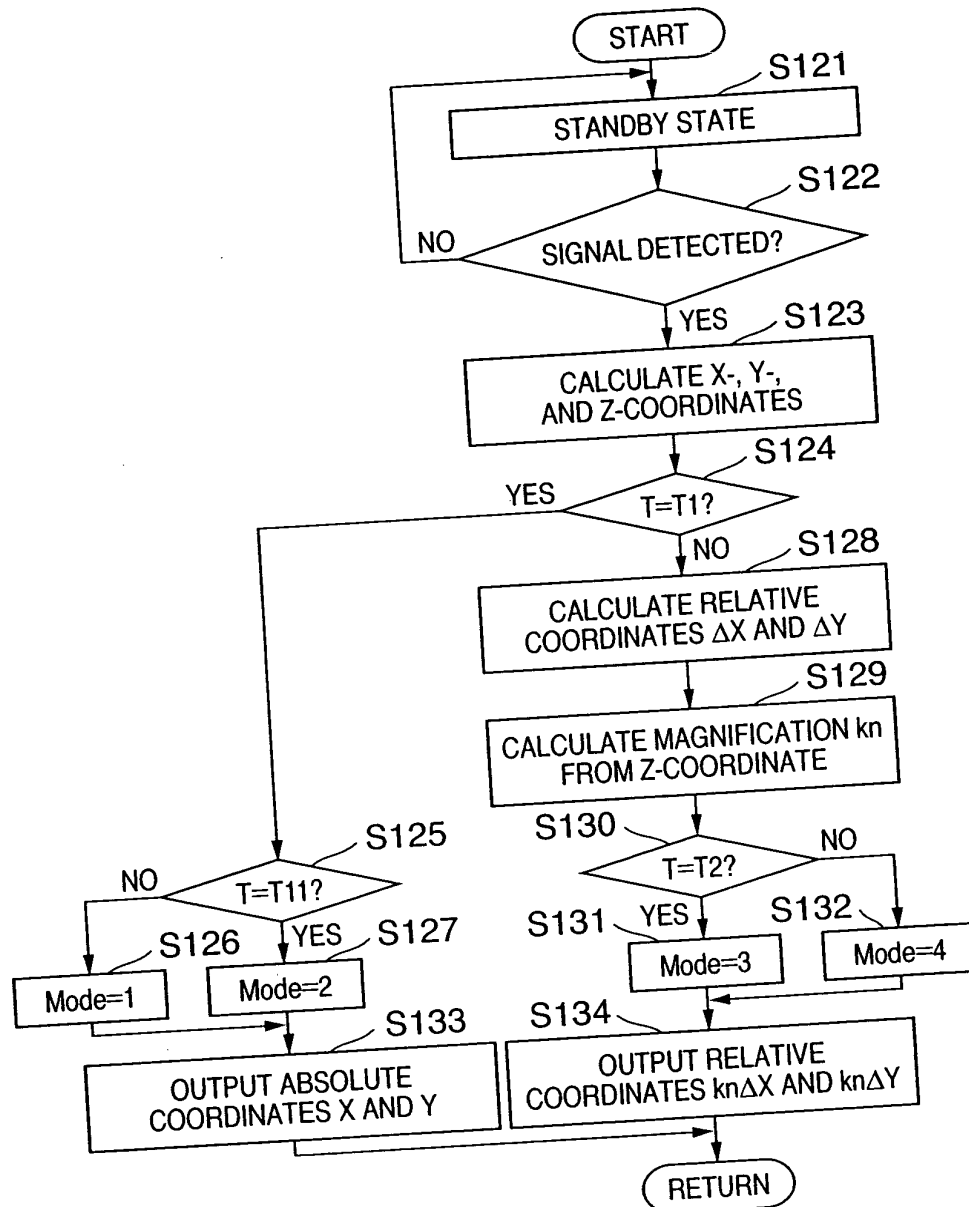 START
S121
STANDBY STATE
S122
NO
SIGNAL DETECTED?
YES
S123
CALCULATE X-, Y-,
AND Z-COORDINATES
S124
YES
T=T1?
NO
S128
CALCULATE RELATIVE
COORDINATES ΔX AND ΔY
S129
CALCULATE MAGNIFICATION kn
FROM Z-COORDINATE
S125
S130
NO
T=T11?
T=T2?
NO
YES
YES
S126
S127
S131
S132
Mode=1
Mode=2
Mode=3
Mode=4
S133
S134
OUTPUT ABSOLUTE
COORDINATES X AND Y
OUTPUT RELATIVE
COORDINATES knΔX AND knΔY
RETURN